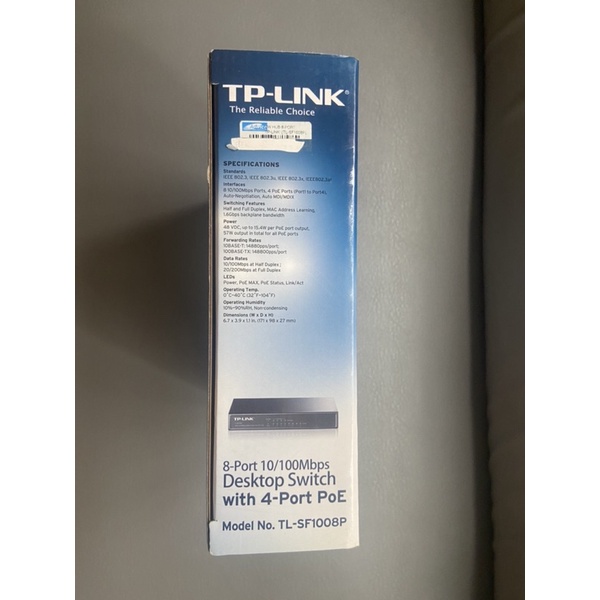 TP-LINK®
The Reliable Choice
HUB 8-PORT
(TL-SF1008
SPECIFICATIONS
Standards
IEEE 802.3, IEEE 802.3u, IEEE 802.3x, IEEE802.3af
Interfaces
8 10/100Mbps Ports, 4 PoE Ports (Port1 to Port4),
Auto-Negotiation, Auto MDI/MDIX
Switching Features
Half and Full Duplex, MAC Address Learning,
1.6Gbps backplane bandwidth
Power
48 VDC, up to 15.4W per PoE port output,
57W output in total for all PoE ports
Forwarding Rates
10BASE-T: 14880pps/port;
100BASE-TX: 148800pps/port
Data Rates
10/100Mbps at Half Duplex ;
20/200Mbps at Full Duplex
LEDs
Power, PoE MAX, PoE Status, Link/Act
Operating Temp.
0°C~40°C (32°F~104°F)
Operating Humidity
10%~90%RH, Non-condensing
Dimensions (W x D x H)
6.7 x 3.9 x 1.1 in. (171 x 98 x 27 mm)
TP-LINK
8-Port 10/100Mbps
Desktop Switch
with 4-Port PoE
Model No. TL-SF1008P